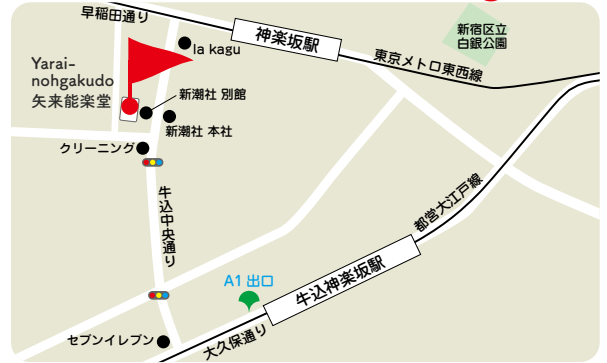 早稲田通り
神楽坂駅
新宿区立
白銀公園
la kagu
東京メトロ東西線
Yarai-
nohgakudo
矢来能楽堂
新潮社 別館
新潮社 本社
クリーニング
牛込中央通り
都営大江戸線
A1 出口
牛込神楽坂駅
セブンイレブン
大久保通り